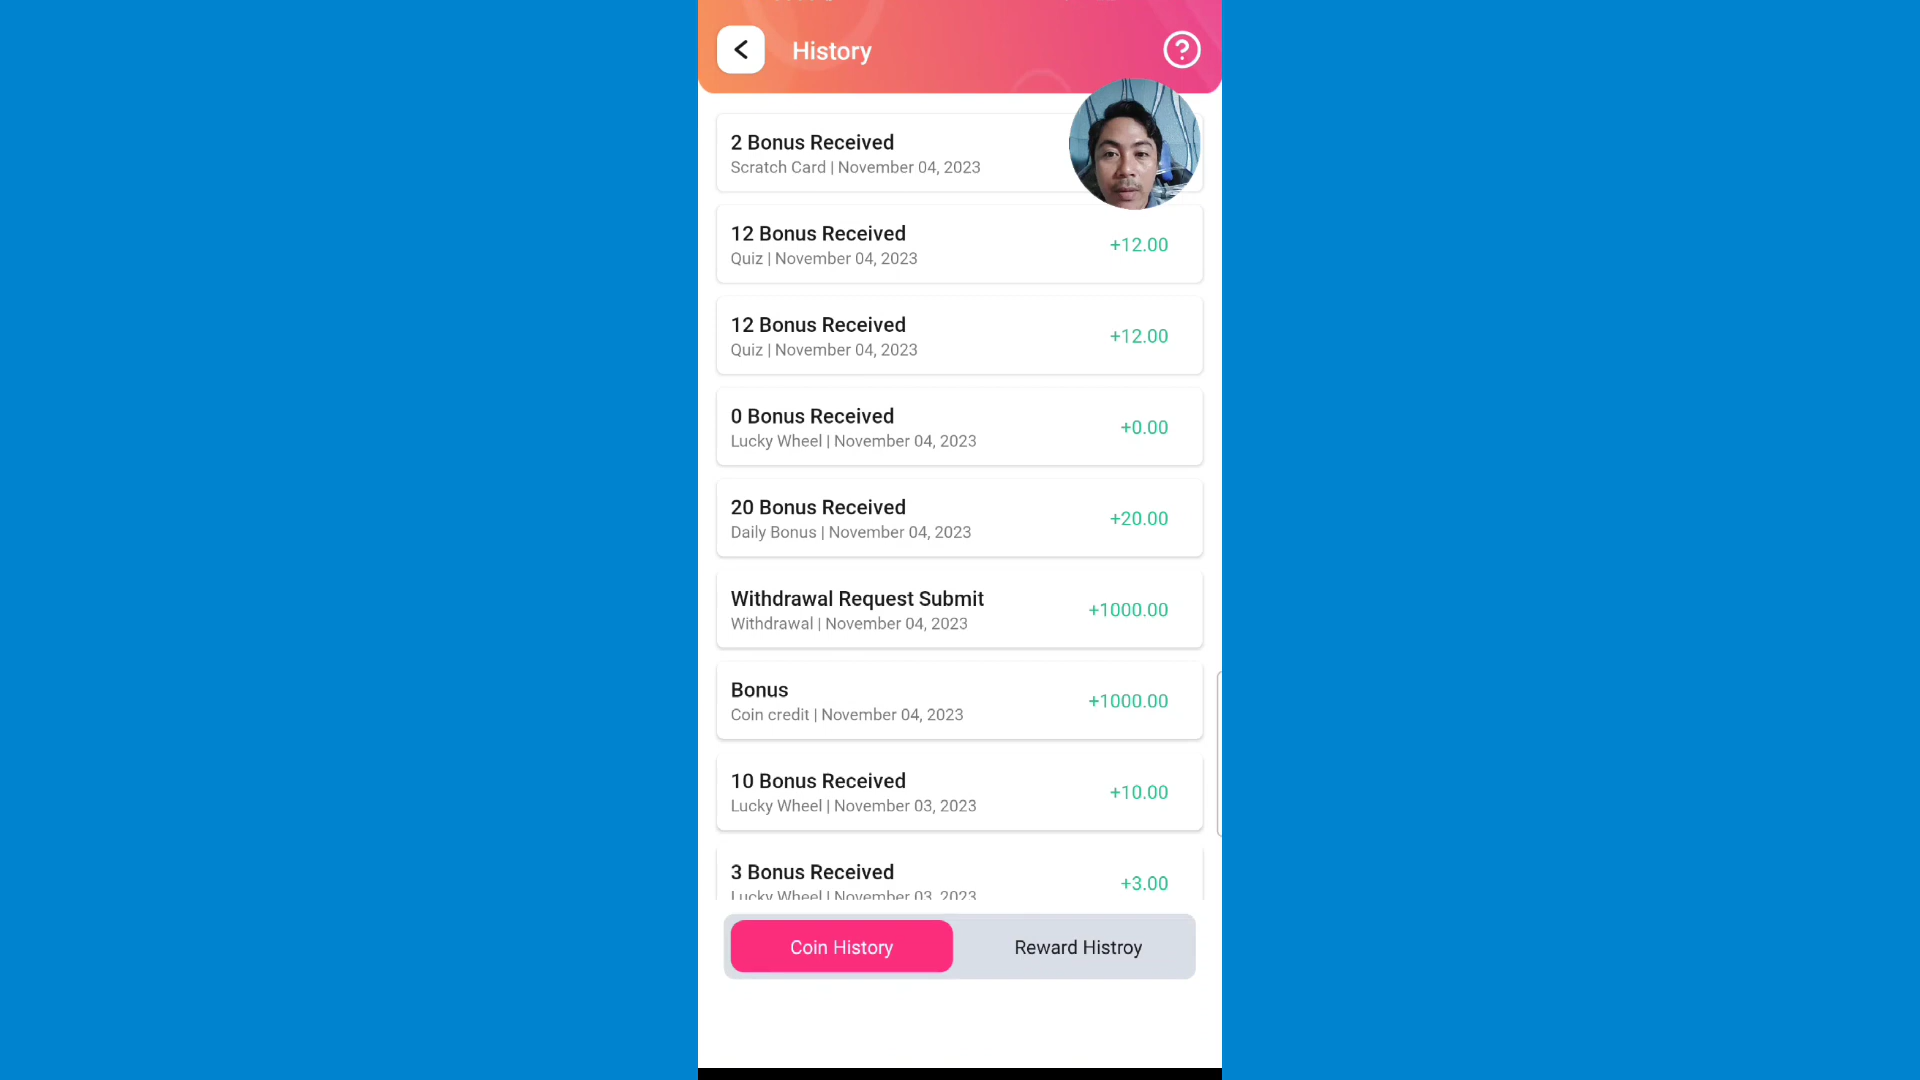 History
2 Bonus Received
Scratch Card | November 04, 2023
12 Bonus Received
+12.00
Quiz | November 04, 2023
12 Bonus Received
+12.00
Quiz | November 04, 2023
0 Bonus Received
+0.00
Lucky Wheel | November 04, 2023
20 Bonus Received
+20.00
Daily Bonus | November 04, 2023
Withdrawal Request Submit
+1000.00
Withdrawal | November 04, 2023
Bonus
+1000.00
Coin credit | November 04, 2023
10 Bonus Received
+10.00
Lucky Wheel | November 03, 2023
3 Bonus Received
+3.00
Lucky Wheel | November 03, 2023
Coin History
Reward Histroy